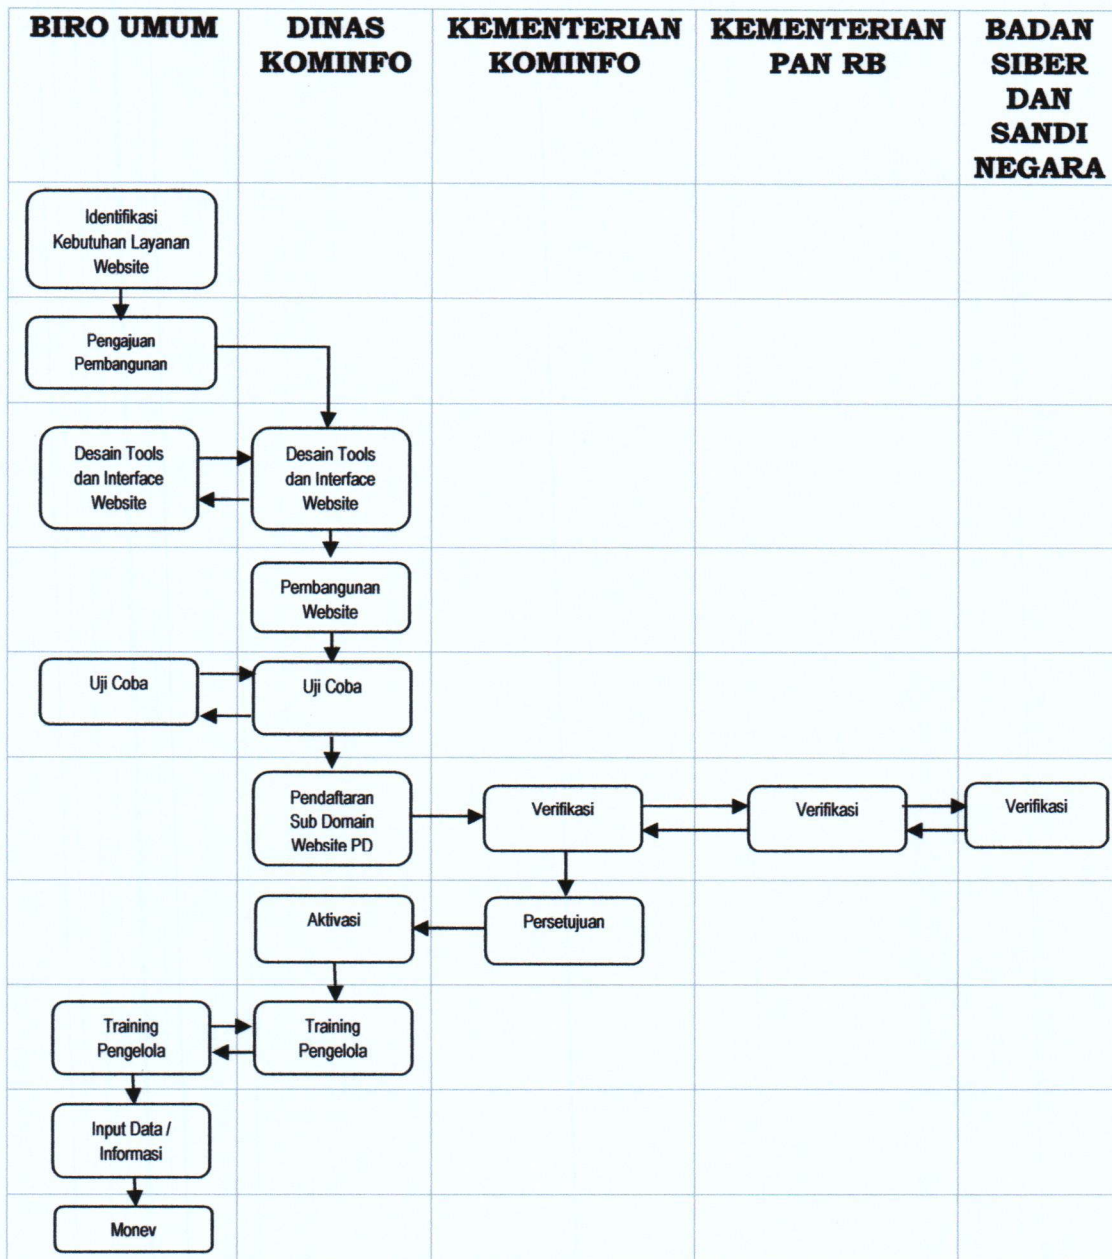 BIRO UMUM
DINAS
KOMINFO
KEMENTERIAN
KOMINFO
KEMENTERIAN
PAN RB
BADAN
SIBER
DAN
SANDI
NEGARA
Identifikasi
Kebutuhan Layanan
Website
Pengajuan
Pembangunan
Desain Tools
dan Interface
Website
Desain Tools
dan Interface
Website
Pembangunan
Website
Uji Coba
Uji Coba
Pendaftaran
Sub Domain
Website PD
Verifikasi
Verifikasi
Verifikasi
Aktivasi
Persetujuan
Training
Pengelola
Training
Pengelola
Input Data /
Informasi
Monev